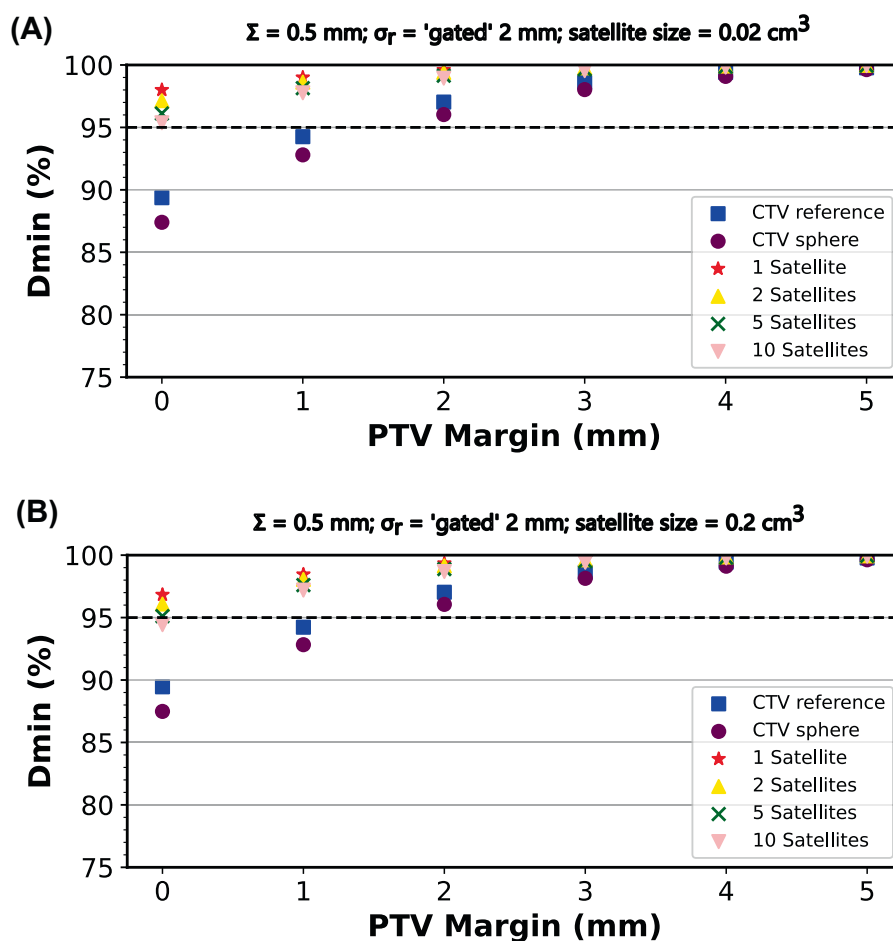 (A)
Σ = 0.5 mm; σr = 'gated' 2 mm; satellite size = 0.02 cm³
100
95
90
85
80
75
Dmin (%)
CTV reference
CTV sphere
1 Satellite
2 Satellites
5 Satellites
10 Satellites
0 1 2 3 4 5
PTV Margin (mm)
(B)
Σ = 0.5 mm; σr = 'gated' 2 mm; satellite size = 0.2 cm³
100
95
90
85
80
75
Dmin (%)
CTV reference
CTV sphere
1 Satellite
2 Satellites
5 Satellites
10 Satellites
0 1 2 3 4 5
PTV Margin (mm)